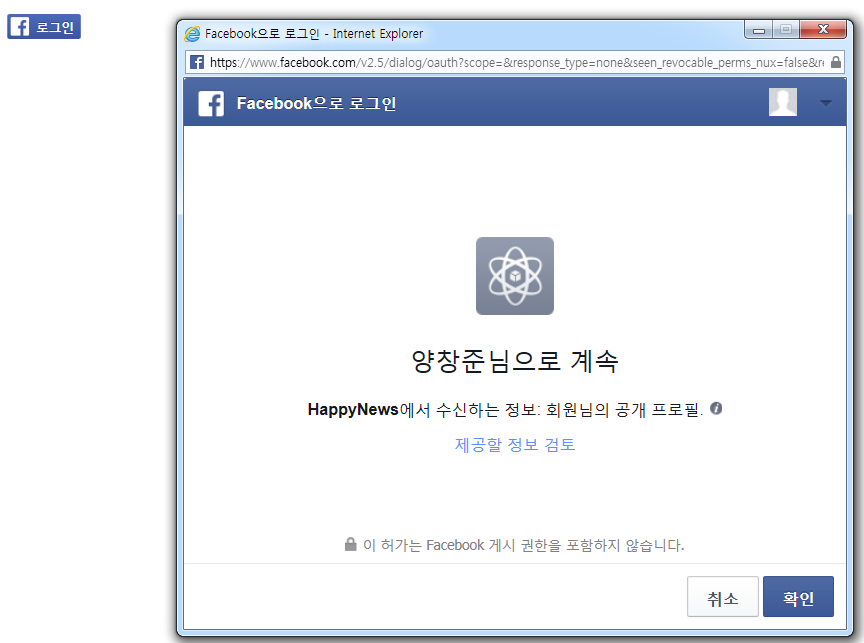 로그인
Facebook으로 로그인 - Internet Explorer
https://www.facebook.com/v2.5/dialog/oauth?scope=&response_type=none&seen_revocable_perms_nux=false&re
Facebook으로 로그인
양창준님으로 계속
HappyNews에서 수신하는 정보: 회원님의 공개 프로필.
제공할 정보 검토
이 허가는 Facebook 게시 권한을 포함하지 않습니다.
취소
확인